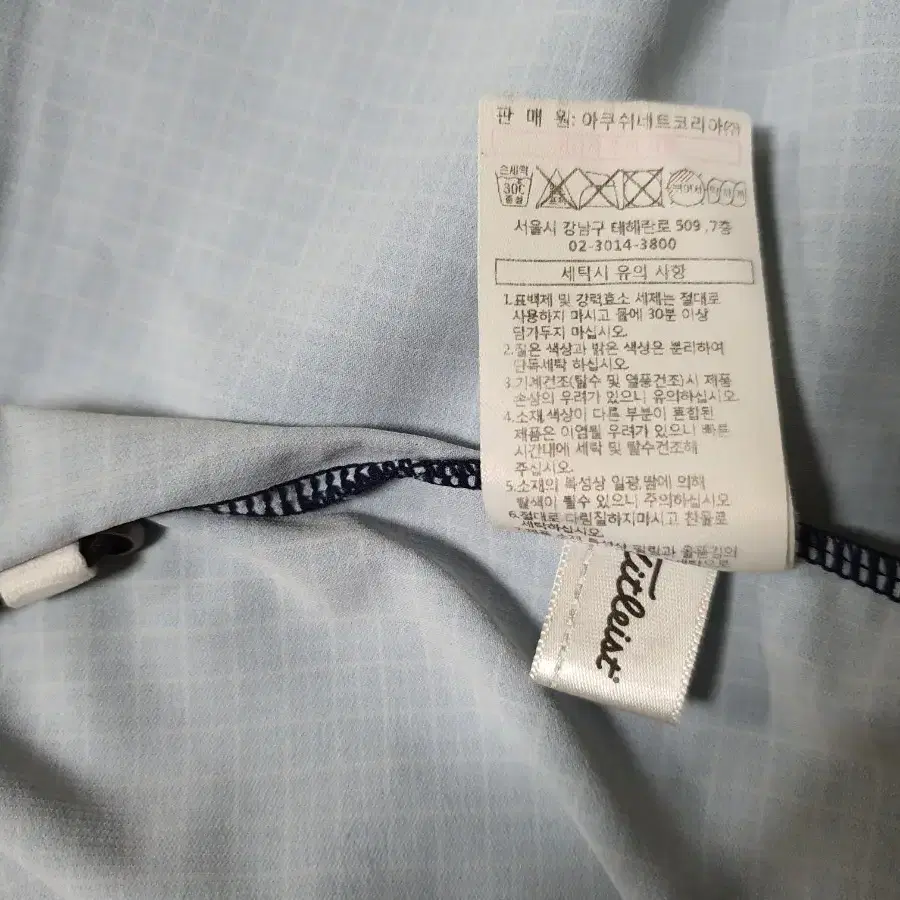 판 매 원: 아쿠쉬네트코리아㈜
손세탁
30℃
중성
서울시 강남구 테헤란로 509 ,7층
02-3014-3800
세탁시 유의 사항
1.표백제 및 강력효소 세제는 절대로
사용하지 마시고 물에 30분 이상
담가두지 마십시오.
2.짙은 색상과 밝은 색상은 분리하여
단독세탁 하십시오.
3.기계건조(탈수 및 열풍건조)시 제품
손상의 우려가 있으니 유의하십시오.
4.소재,색상이 다른 부분이 혼합된
제품은 이염될 우려가 있으니 빠른
시간내에 세탁 및 탈수건조해
주십시오.
5.소재의 특성상 일광,땀에 의해
탈색이 될수 있으니 주의하십시오
6.절대로 다림질하지마시고 찬물로
세탁하십시오.
Titleist